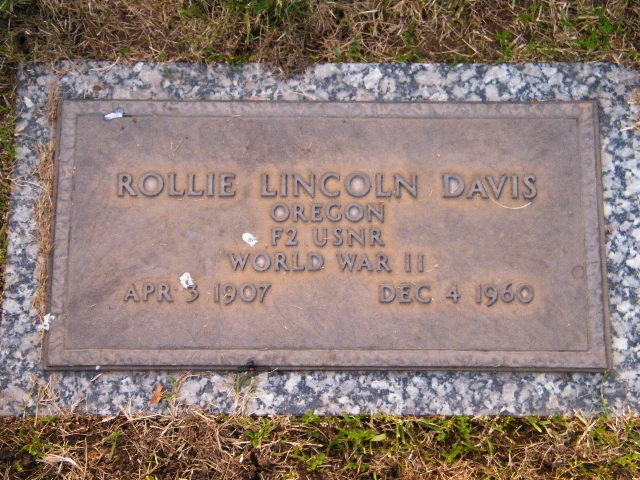 ROLLIE LINCOLN DAVIS
OREGON
F2 USNR
WORLD WAR II
APR 3 1907 DEC 4 1960